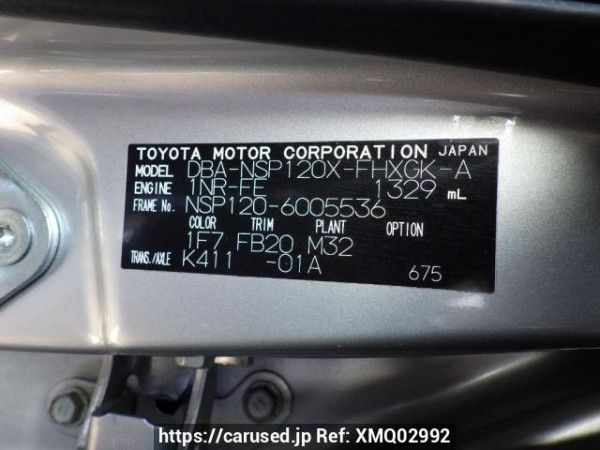 TOYOTA MOTOR CORPORATION JAPAN
MODEL DBA-NSP120X-FHXGK-A
ENGINE 1NR-FE 1329 mL
FRAME No. NSP120-6005536
COLOR TRIM PLANT OPTION
1F7 FB20 M32
TRANS./AXLE K411 -01A
675
https://carused.jp Ref: XMQ02992